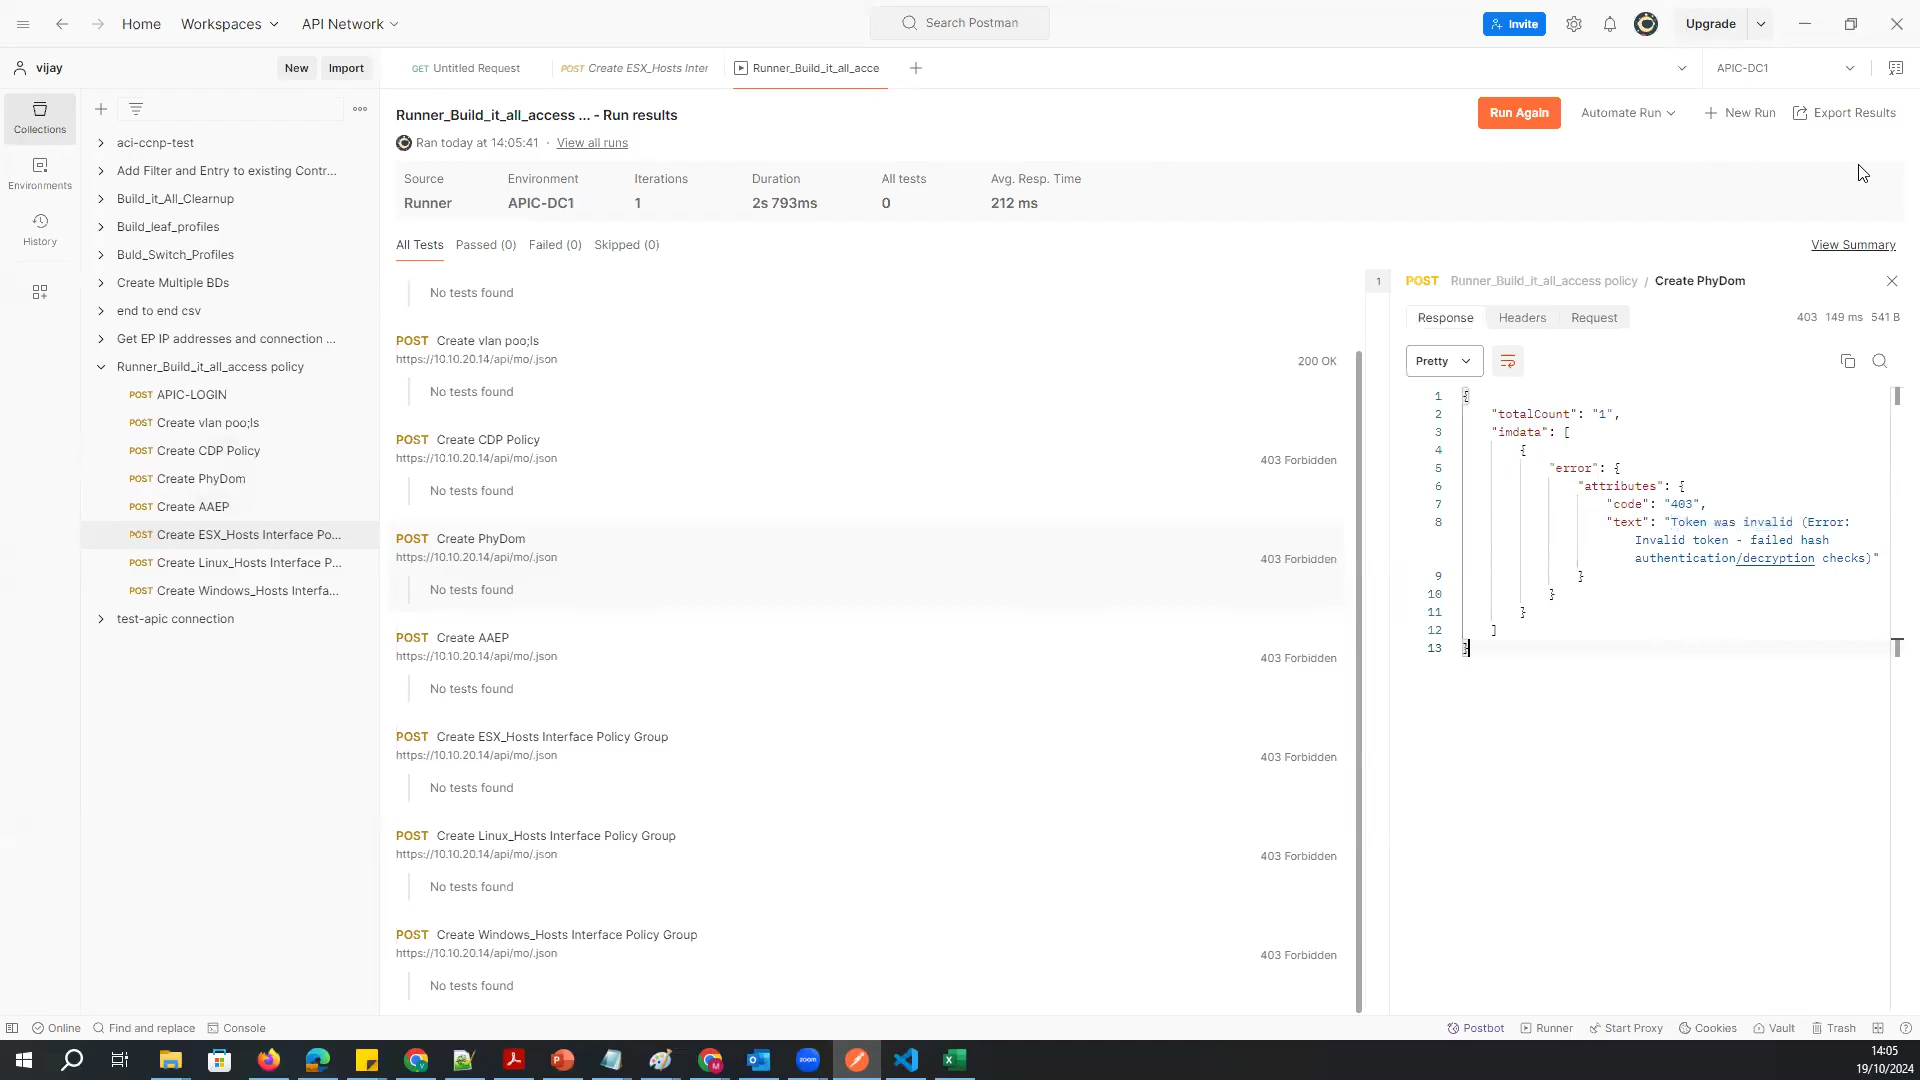 Home
Workspaces
API Network
Search Postman
Invite
Upgrade
vijay
New
Import
GET Untitled Request
POST Create ESX_Hosts Inter
Runner_Build_it_all_acce
APIC-DC1
Collections
Environments
History
aci-ccnp-test
Add Filter and Entry to existing Contr...
Build_it_All_Clearnup
Build_leaf_profiles
Buld_Switch_Profiles
Create Multiple BDs
end to end csv
Get EP IP addresses and connection ...
Runner_Build_it_all_access policy
POST APIC-LOGIN
POST Create vlan poo;ls
POST Create CDP Policy
POST Create PhyDom
POST Create AAEP
POST Create ESX_Hosts Interface Po...
POST Create Linux_Hosts Interface P...
POST Create Windows_Hosts Interfa...
test-apic connection
Runner_Build_it_all_access ... - Run results
Run Again
Automate Run
New Run
Export Results
Ran today at 14:05:41 · View all runs
Source Environment Iterations Duration All tests Avg. Resp. Time
Runner APIC-DC1 1 2s 793ms 0 212 ms
All Tests Passed (0) Failed (0) Skipped (0)
View Summary
No tests found
POST Create vlan poo;ls
https://10.10.20.14/api/mo/.json
200 OK
No tests found
POST Create CDP Policy
https://10.10.20.14/api/mo/.json
403 Forbidden
No tests found
POST Create PhyDom
https://10.10.20.14/api/mo/.json
403 Forbidden
No tests found
POST Create AAEP
https://10.10.20.14/api/mo/.json
403 Forbidden
No tests found
POST Create ESX_Hosts Interface Policy Group
https://10.10.20.14/api/mo/.json
403 Forbidden
No tests found
POST Create Linux_Hosts Interface Policy Group
https://10.10.20.14/api/mo/.json
403 Forbidden
No tests found
POST Create Windows_Hosts Interface Policy Group
https://10.10.20.14/api/mo/.json
403 Forbidden
No tests found
1
POST Runner_Build_it_all_access policy / Create PhyDom
Response Headers Request
403 149 ms 541 B
Pretty
1 {
2 "totalCount": "1",
3 "imdata": [
4 {
5 "error": {
6 "attributes": {
7 "code": "403",
8 "text": "Token was invalid (Error:
Invalid token - failed hash
authentication/decryption checks)"
9 }
10 }
11 }
12 ]
13 }
Online
Find and replace
Console
Postbot
Runner
Start Proxy
Cookies
Vault
Trash
zoom
14:05
19/10/2024